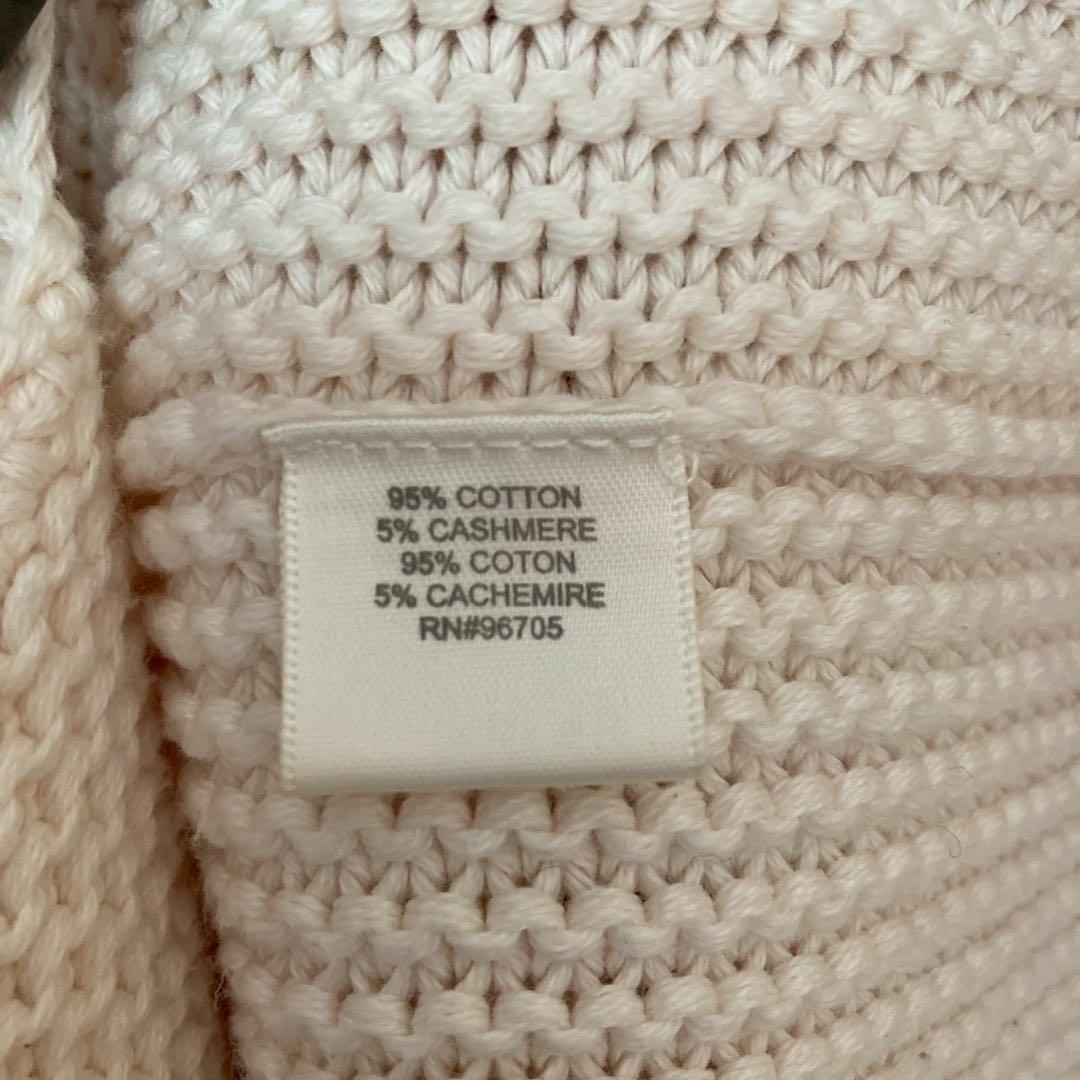 95% COTTON
5% CASHMERE
95% COTON
5% CACHEMIRE
RN#96705